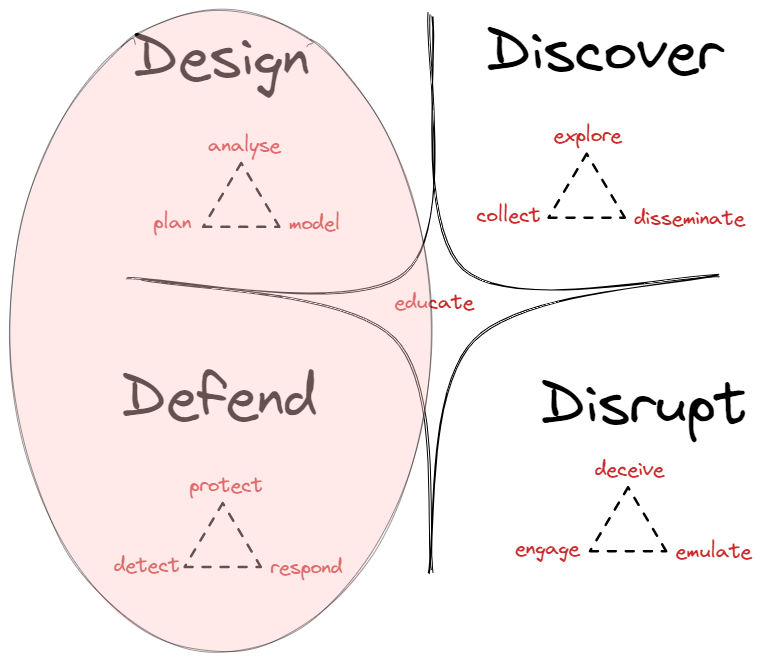 Design
analyse
plan
model
Discover
explore
collect
disseminate
educate
Defend
protect
detect
respond
Disrupt
deceive
engage
emulate